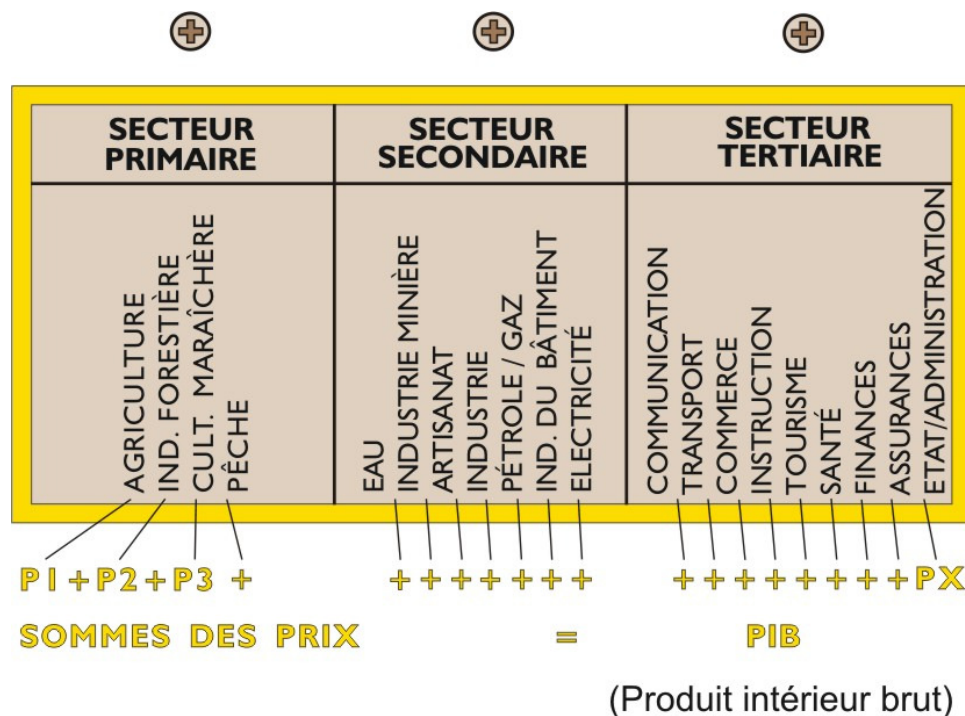 SECTEUR
PRIMAIRE
SECTEUR
SECONDAIRE
SECTEUR
TERTIAIRE
AGRICULTURE
IND. FORESTIÈRE
CULT. MARAÎCHÈRE
PÊCHE
EAU
INDUSTRIE MINIÈRE
ARTISANAT
INDUSTRIE
PÉTROLE / GAZ
IND. DU BÂTIMENT
ELECTRICITÉ
COMMUNICATION
TRANSPORT
COMMERCE
INSTRUCTION
TOURISME
SANTÉ
FINANCES
ASSURANCES
ETAT/ADMINISTRATION
P1 + P2 + P3 + + + + + + + + + + + + + + + + PX
SOMMES DES PRIX = PIB
(Produit intérieur brut)